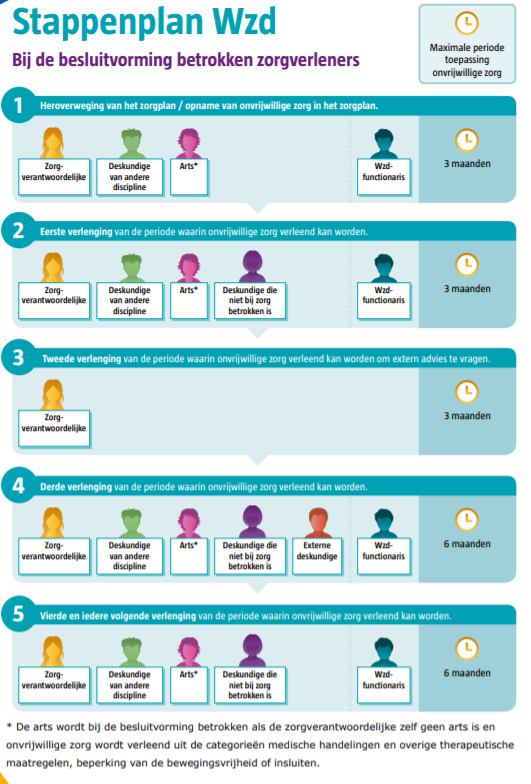 Stappenplan Wzd
Bij de besluitvorming betrokken zorgverleners
Maximale periode
toepassing
onvrijwillige zorg
1 Heroverweging van het zorgplan / opname van onvrijwillige zorg in het zorgplan.
Zorg-
verantwoordelijke
Deskundige
van andere
discipline
Arts*
Wzd-
functionaris
3 maanden
2 Eerste verlenging van de periode waarin onvrijwillige zorg verleend kan worden.
Zorg-
verantwoordelijke
Deskundige
van andere
discipline
Arts*
Deskundige die
niet bij zorg
betrokken is
Wzd-
functionaris
3 maanden
3 Tweede verlenging van de periode waarin onvrijwillige zorg verleend kan worden om extern advies te vragen.
Zorg-
verantwoordelijke
3 maanden
4 Derde verlenging van de periode waarin onvrijwillige zorg verleend kan worden.
Zorg-
verantwoordelijke
Deskundige
van andere
discipline
Arts*
Deskundige die
niet bij zorg
betrokken is
Externe
deskundige
Wzd-
functionaris
6 maanden
5 Vierde en iedere volgende verlenging van de periode waarin onvrijwillige zorg verleend kan worden.
Zorg-
verantwoordelijke
Deskundige
van andere
discipline
Arts*
Deskundige die
niet bij zorg
betrokken is
Wzd-
functionaris
6 maanden
* De arts wordt bij de besluitvorming betrokken als de zorgverantwoordelijke zelf geen arts is en
onvrijwillige zorg wordt verleend uit de categorieën medische handelingen en overige therapeutische
maatregelen, beperking van de bewegingsvrijheid of insluiten.